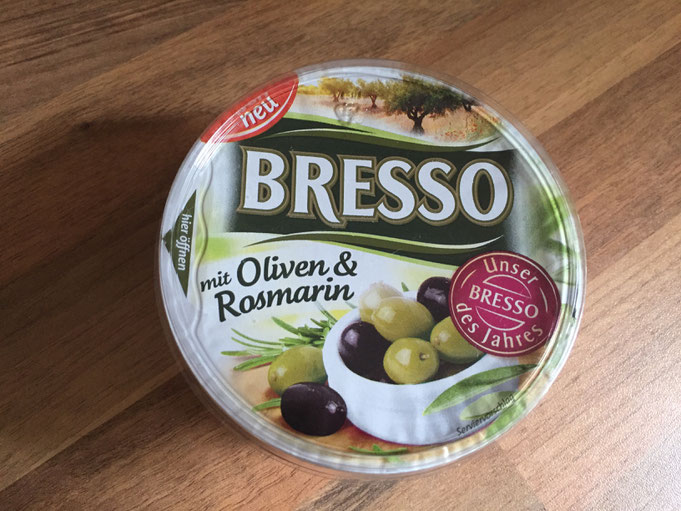 neu
BRESSO
hier öffnen
mit Oliven &
Rosmarin
Unser
BRESSO
des Jahres
Serviervorschlag